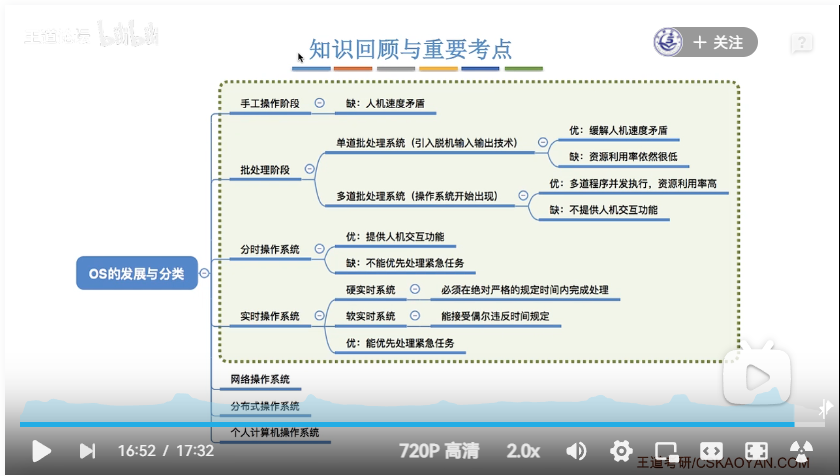 王道论坛 bilibili
知识回顾与重要考点
＋ 关注
?
手工操作阶段
缺：人机速度矛盾
批处理阶段
单道批处理系统（引入脱机输入输出技术）
优：缓解人机速度矛盾
缺：资源利用率依然很低
多道批处理系统（操作系统开始出现）
优：多道程序并发执行，资源利用率高
缺：不提供人机交互功能
OS的发展与分类
分时操作系统
优：提供人机交互功能
缺：不能优先处理紧急任务
实时操作系统
硬实时系统
必须在绝对严格的规定时间内完成处理
软实时系统
能接受偶尔违反时间规定
优：能优先处理紧急任务
网络操作系统
分布式操作系统
个人计算机操作系统
16:52 / 17:32
720P 高清
2.0x
王道考研/CSKAOYAN.COM